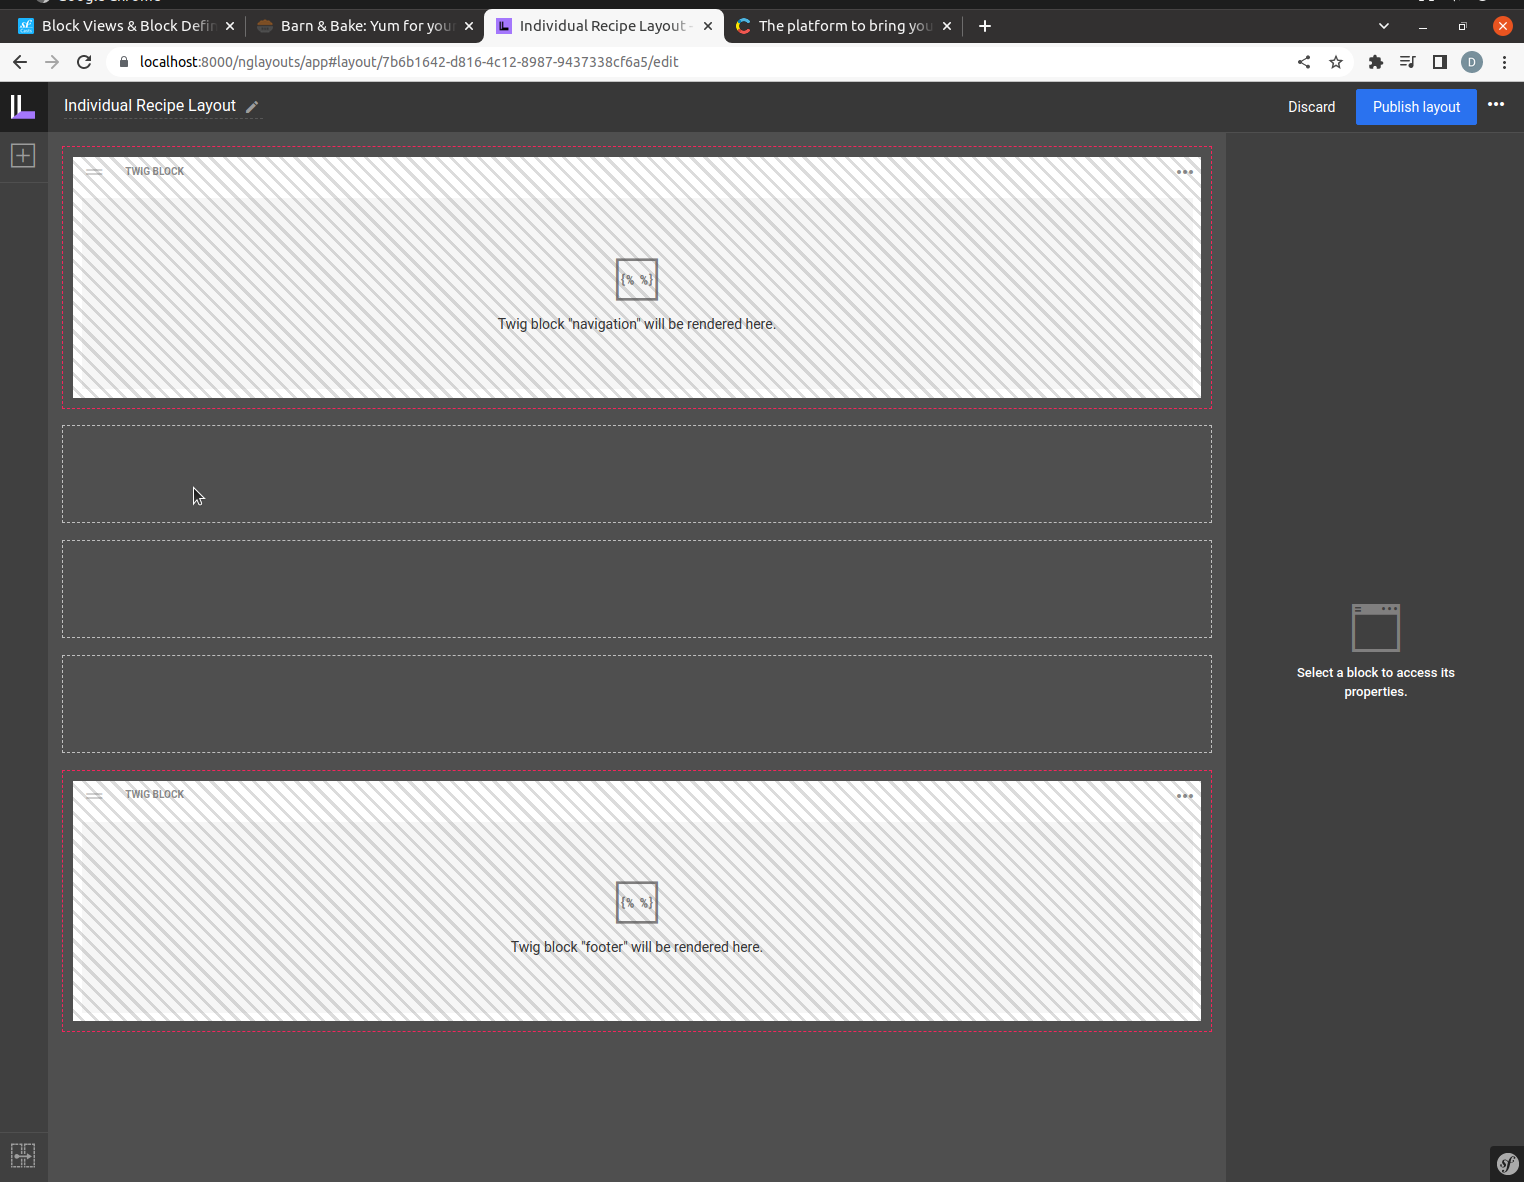 Block Views & Block Defin
Barn & Bake: Yum for your
Individual Recipe Layout -
The platform to bring you
localhost:8000/nglayouts/app#layout/7b6b1642-d816-4c12-8987-9437338cf6a5/edit
D
Individual Recipe Layout
Discard
Publish layout
TWIG BLOCK
{% %}
Twig block "navigation" will be rendered here.
Select a block to access its
properties.
TWIG BLOCK
{% %}
Twig block "footer" will be rendered here.
sf